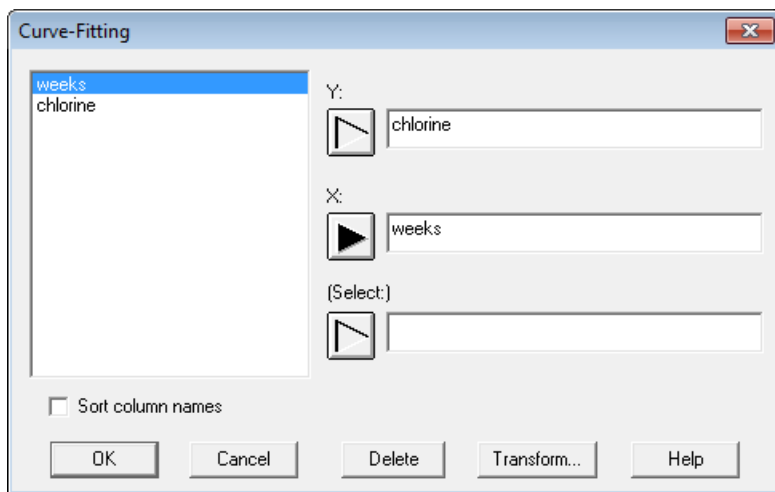 Curve-Fitting
weeks
chlorine
Y:
chlorine
X:
weeks
(Select:)
Sort column names
OK
Cancel
Delete
Transform...
Help